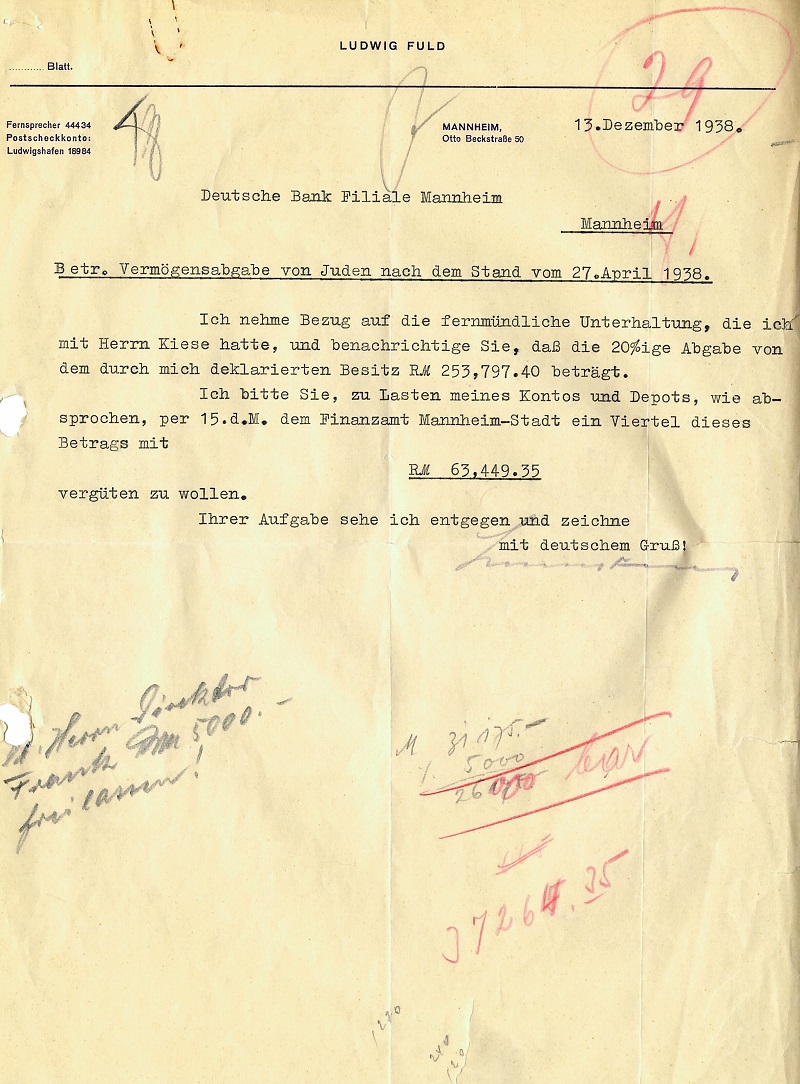 LUDWIG FULD
............ Blatt.
29
Fernsprecher 44434
Postscheckkonto:
Ludwigshafen 18984
MANNHEIM,
Otto Beckstraße 50
13.Dezember 1938.
Deutsche Bank Filiale Mannheim
Mannheim
Betr. Vermögensabgabe von Juden nach dem Stand vom 27.April 1938.
Ich nehme Bezug auf die fernmündliche Unterhaltung, die ich
mit Herrn Kiese hatte, und benachrichtige Sie, daß die 20%ige Abgabe von
dem durch mich deklarierten Besitz RM 253,797.40 beträgt.
Ich bitte Sie, zu Lasten meines Kontos und Depots, wie ab-
sprochen, per 15.d.M. dem Finanzamt Mannheim-Stadt ein Viertel dieses
Betrags mit
RM 63,449.35
vergüten zu wollen.
Ihrer Aufgabe sehe ich entgegen und zeichne
mit deutschem Gruß!
Herrn Direktor
Frank 5000.-
freilassen!
M 31175.-
5000
26
bar
37264.35